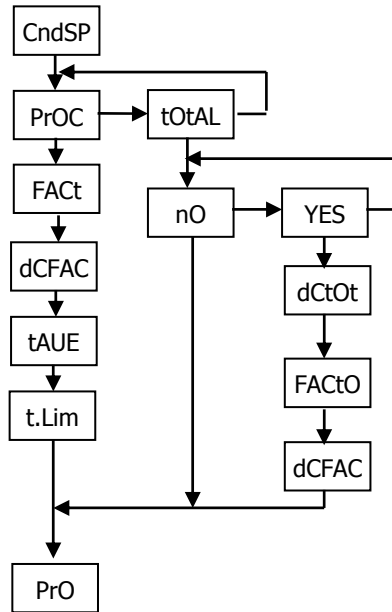 CndSP
PrOC
tOtAL
FACt
nO
YES
dCFAC
dCtOt
tAUE
FACtO
t.Lim
dCFAC
PrO